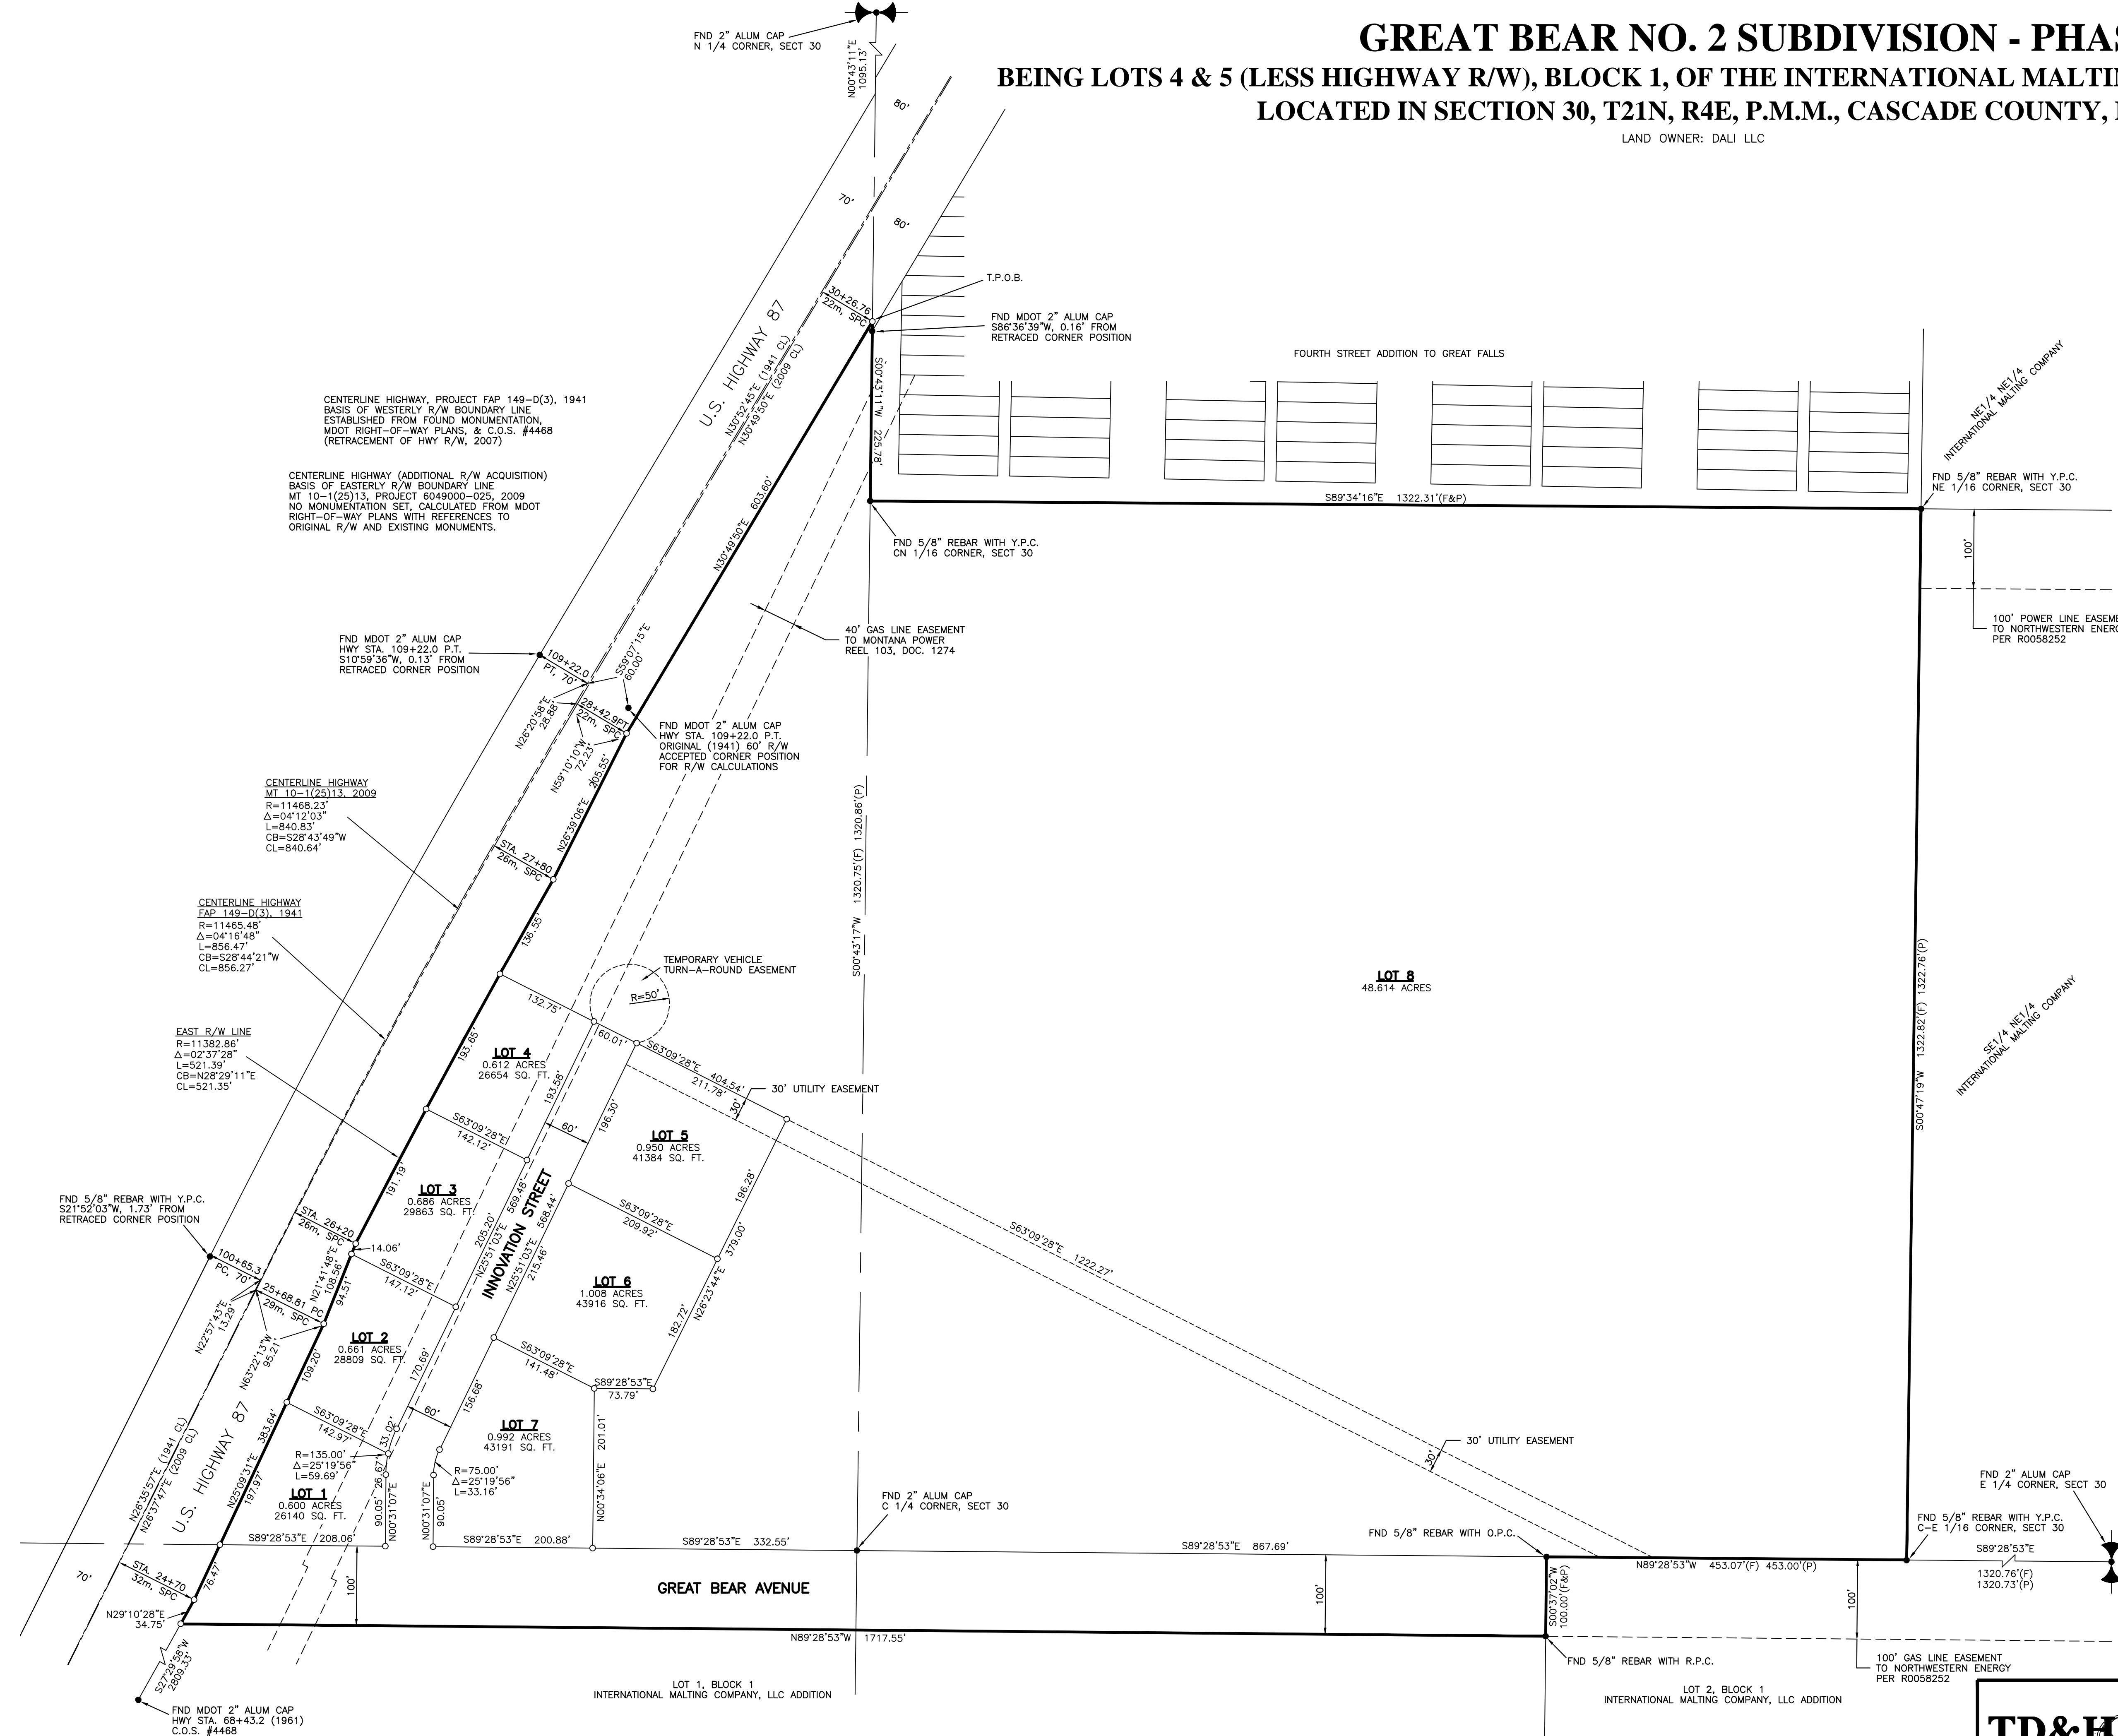 GREAT BEAR NO. 2 SUBDIVISION - PHAS
BEING LOTS 4 & 5 (LESS HIGHWAY R/W), BLOCK 1, OF THE INTERNATIONAL MALTIN
LOCATED IN SECTION 30, T21N, R4E, P.M.M., CASCADE COUNTY,
LAND OWNER: DALI LLC
FND 2" ALUM CAP
N 1/4 CORNER, SECT 30
N00°43'11"E
1095.13'
80'
70'
80'
T.P.O.B.
30+26.76
22m, SPC
FND MDOT 2" ALUM CAP
S86°36'39"W, 0.16' FROM
RETRACED CORNER POSITION
U.S. HIGHWAY 87
N30°52'45"E (1941 CL)
N30°49'50"E (2009 CL)
S00°43'11"W 225.78'
FOURTH STREET ADDITION TO GREAT FALLS
NE1/4 NE1/4
INTERNATIONAL MALTING COMPANY
CENTERLINE HIGHWAY, PROJECT FAP 149-D(3), 1941
BASIS OF WESTERLY R/W BOUNDARY LINE
ESTABLISHED FROM FOUND MONUMENTATION,
MDOT RIGHT-OF-WAY PLANS, & C.O.S. #4468
(RETRACEMENT OF HWY R/W, 2007)
CENTERLINE HIGHWAY (ADDITIONAL R/W ACQUISITION)
BASIS OF EASTERLY R/W BOUNDARY LINE
MT 10-1(25)13, PROJECT 6049000-025, 2009
NO MONUMENTATION SET, CALCULATED FROM MDOT
RIGHT-OF-WAY PLANS WITH REFERENCES TO
ORIGINAL R/W AND EXISTING MONUMENTS.
N30°49'50"E 603.60'
S89°34'16"E 1322.31'(F&P)
FND 5/8" REBAR WITH Y.P.C.
NE 1/16 CORNER, SECT 30
FND 5/8" REBAR WITH Y.P.C.
CN 1/16 CORNER, SECT 30
100'
100' POWER LINE EASEME
TO NORTHWESTERN ENERG
PER R0058252
40' GAS LINE EASEMENT
TO MONTANA POWER
REEL 103, DOC. 1274
FND MDOT 2" ALUM CAP
HWY STA. 109+22.0 P.T.
S10°59'36"W, 0.13' FROM
RETRACED CORNER POSITION
109+22.0
PT, 70'
S59°07'15"E
60.00'
N26°20'58"E
28.88'
28+42.9PT
22m, SPC
N59°10'10"W
72.23'
FND MDOT 2" ALUM CAP
HWY STA. 109+22.0 P.T.
ORIGINAL (1941) 60' R/W
ACCEPTED CORNER POSITION
FOR R/W CALCULATIONS
N26°39'06"E 205.55'
S00°43'17"W 1320.75'(F) 1320.86'(P)
CENTERLINE HIGHWAY
MT 10-1(25)13, 2009
R=11468.23'
Δ=04°12'03"
L=840.83'
CB=S28°43'49"W
CL=840.64'
STA. 27+80
26m, SPC
CENTERLINE HIGHWAY
FAP 149-D(3), 1941
R=11465.48'
Δ=04°16'48"
L=856.47'
CB=S28°44'21"W
CL=856.27'
136.55'
TEMPORARY VEHICLE
TURN-A-ROUND EASEMENT
R=50'
LOT 8
48.614 ACRES
S00°47'19"W 1322.82'(F) 1322.76'(P)
SE1/4 NE1/4
INTERNATIONAL MALTING COMPANY
EAST R/W LINE
R=11382.86'
Δ=02°37'28"
L=521.39'
CB=N28°29'11"E
CL=521.35'
132.75'
60.01'
193.65'
LOT 4
0.612 ACRES
26654 SQ. FT.
193.58'
S63°09'28"E 404.54'
211.78'
30'
30' UTILITY EASEMENT
S63°09'28"E
142.12'
60'
196.30'
LOT 5
0.950 ACRES
41384 SQ. FT.
191.19'
LOT 3
0.686 ACRES
29863 SQ. FT.
205.20'
N25°51'03"E 569.48'
INNOVATION STREET
N25°51'03"E 568.44'
215.46'
S63°09'28"E
209.92'
196.28'
N26°23'44"E 379.00'
182.72'
S63°09'28"E 1222.27'
FND 5/8" REBAR WITH Y.P.C.
S21°52'03"W, 1.73' FROM
RETRACED CORNER POSITION
STA. 26+20
26m, SPC
14.06'
S63°09'28"E
147.12'
100+65.3
PC, 70'
25+68.81 PC
29m, SPC
N21°41'48"E
108.56'
94.51'
LOT 6
1.008 ACRES
43916 SQ. FT.
N22°57'43"E
13.29'
N63°22'13"W
95.21'
LOT 2
0.661 ACRES
28809 SQ. FT.
109.20'
170.69'
S63°09'28"E
141.48'
S89°28'53"E
73.79'
156.68'
60'
S63°09'28"E
142.97'
33.02'
LOT 7
0.992 ACRES
43191 SQ. FT.
N00°34'06"E 201.01'
R=135.00'
Δ=25°19'56"
L=59.69'
26.67'
R=75.00'
Δ=25°19'56"
L=33.16'
N25°09'31"E 383.64'
197.97'
LOT 1
0.600 ACRES
26140 SQ. FT.
90.05'
N00°31'07"E
N00°31'07"E
90.05'
N26°35'57"E (1941 CL)
N26°37'47"E (2009 CL)
U.S. HIGHWAY 87
S89°28'53"E 208.06'
S89°28'53"E 200.88'
S89°28'53"E 332.55'
FND 2" ALUM CAP
C 1/4 CORNER, SECT 30
S89°28'53"E 867.69'
30'
30' UTILITY EASEMENT
FND 5/8" REBAR WITH O.P.C.
FND 2" ALUM CAP
E 1/4 CORNER, SECT 30
FND 5/8" REBAR WITH Y.P.C.
C-E 1/16 CORNER, SECT 30
N89°28'53"W 453.07'(F) 453.00'(P)
S89°28'53"E
1320.76'(F)
1320.73'(P)
70'
STA. 24+70
32m, SPC
76.47'
100'
GREAT BEAR AVENUE
100'
S00°37'02"W
100.00'(F&P)
100'
N29°10'28"E
34.75'
N89°28'53"W 1717.55'
FND 5/8" REBAR WITH R.P.C.
100' GAS LINE EASEMENT
TO NORTHWESTERN ENERGY
PER R0058252
S27°29'58"W
2809.33'
LOT 1, BLOCK 1
INTERNATIONAL MALTING COMPANY, LLC ADDITION
LOT 2, BLOCK 1
INTERNATIONAL MALTING COMPANY, LLC ADDITION
FND MDOT 2" ALUM CAP
HWY STA. 68+43.2 (1961)
C.O.S. #4468
TD&H